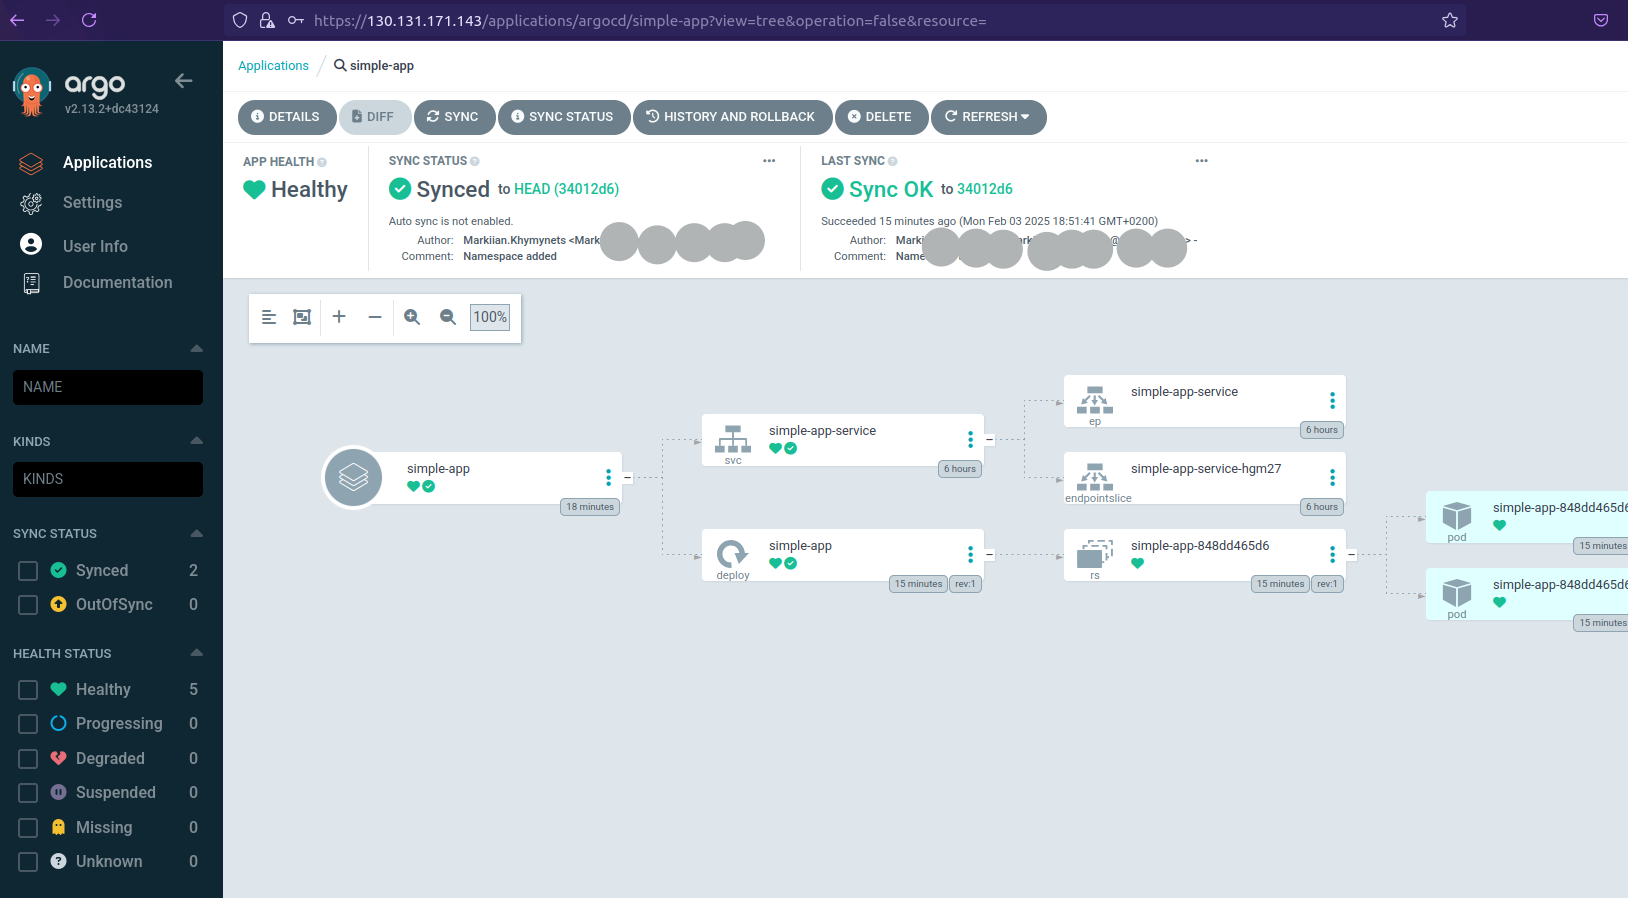 https://130.131.171.143/applications/argocd/simple-app?view=tree&operation=false&resource=
argo
v2.13.2+dc43124
Applications
Settings
User Info
Documentation
NAME
NAME
KINDS
KINDS
SYNC STATUS
Synced 2
OutOfSync 0
HEALTH STATUS
Healthy 5
Progressing 0
Degraded 0
Suspended 0
Missing 0
Unknown 0
Applications / simple-app
DETAILS DIFF SYNC SYNC STATUS HISTORY AND ROLLBACK DELETE REFRESH
APP HEALTH
Healthy
SYNC STATUS
Synced to HEAD (34012d6)
Auto sync is not enabled.
Author: Markiian.Khymynets <Mark
Comment: Namespace added
LAST SYNC
Sync OK to 34012d6
Succeeded 15 minutes ago (Mon Feb 03 2025 18:51:41 GMT+0200)
Author:
Comment:
100%
simple-app
18 minutes
simple-app-service
svc
6 hours
simple-app
deploy
15 minutes rev:1
simple-app-service
ep
6 hours
simple-app-service-hgm27
endpointslice
6 hours
simple-app-848dd465d6
rs
15 minutes rev:1
simple-app-848dd465d6
pod
15 minutes
simple-app-848dd465d6
pod
15 minutes